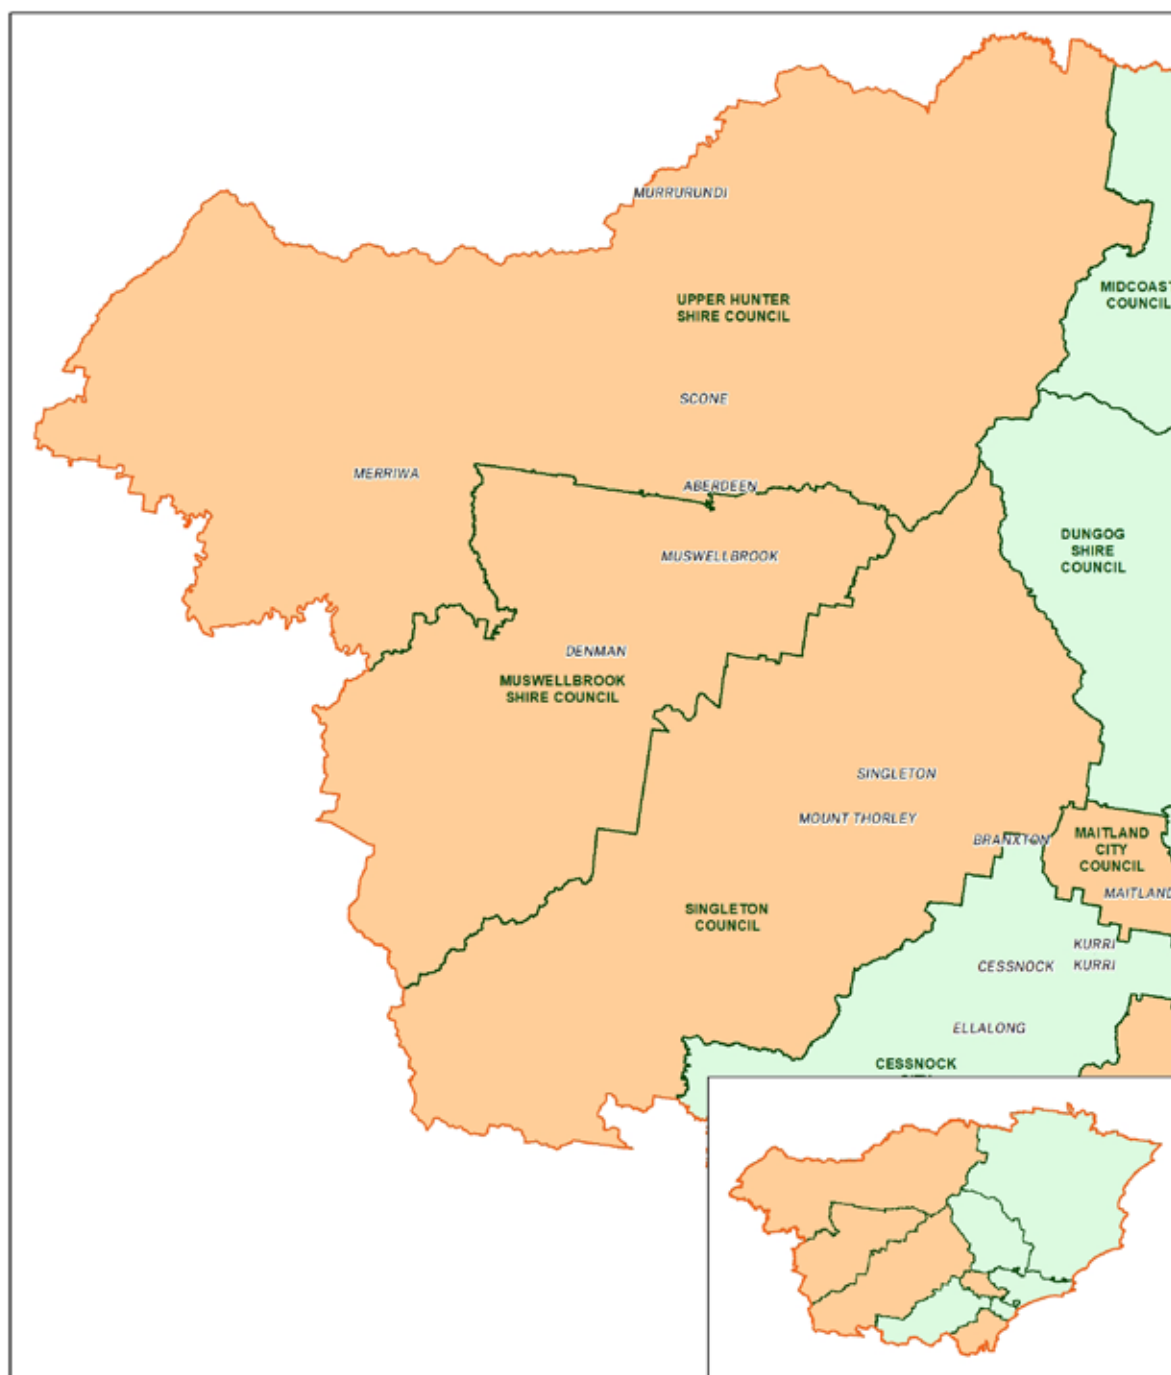 MURRURUNDI
UPPER HUNTER
SHIRE COUNCIL
MIDCOAST
COUNCIL
SCONE
MERRIWA
ABERDEEN
MUSWELLBROOK
DUNGOG
SHIRE
COUNCIL
DENMAN
MUSWELLBROOK
SHIRE COUNCIL
SINGLETON
MOUNT THORLEY
BRANXTON
MAITLAND
CITY
COUNCIL
MAITLAND
SINGLETON
COUNCIL
KURRI
KURRI
CESSNOCK
ELLALONG
CESSNOCK